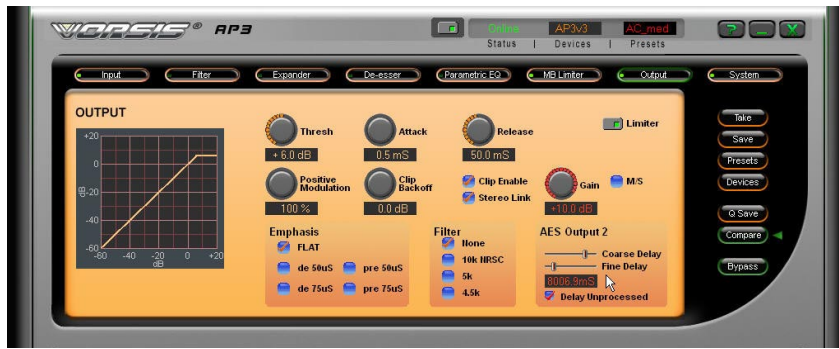 VORSIS® AP3
Online AP3v3 AC_med
Status | Devices | Presets
? _ X
Input Filter Expander De-esser Parametric EQ MB Limiter Output System
OUTPUT
+20
0
-20
-40
-60
dB
-60 -40 -20 0 +20
dB
Thresh
+ 6.0 dB
Attack
0.5 mS
Release
50.0 mS
Limiter
Positive Modulation
100 %
Clip Backoff
0.0 dB
Clip Enable
Stereo Link
Gain
+10.0 dB
M/S
Emphasis
FLAT
de 50uS pre 50uS
de 75uS pre 75uS
Filter
None
10k NRSC
5k
4.5k
AES Output 2
Coarse Delay
Fine Delay
8006.9mS
Delay Unprocessed
Take
Save
Presets
Devices
Q Save
Compare
Bypass